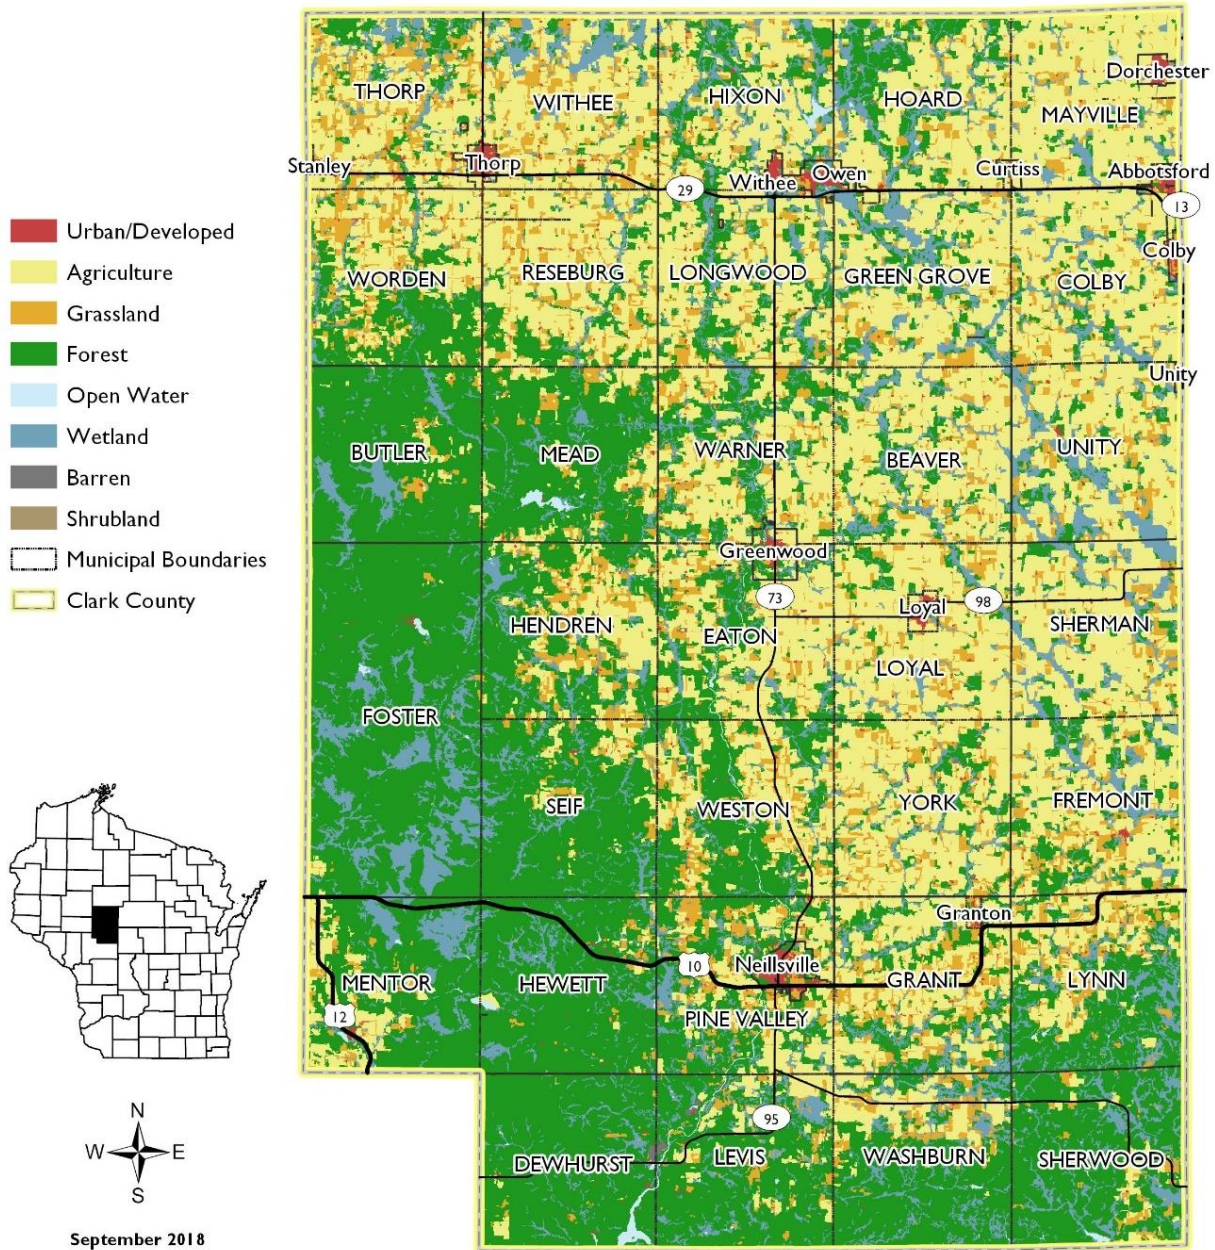 Urban/Developed
Agriculture
Grassland
Forest
Open Water
Wetland
Barren
Shrubland
Municipal Boundaries
Clark County
N
W E
S
September 2018
Dorchester
THORP WITHEE HIXON HOARD
MAYVILLE
Stanley Thorp Withee Owen Curtiss Abbotsford
29
13
Colby
WORDEN RESEBURG LONGWOOD GREEN GROVE COLBY
Unity
BUTLER MEAD WARNER BEAVER UNITY
Greenwood
73 Loyal 98
HENDREN EATON SHERMAN
LOYAL
FOSTER
SEIF WESTON YORK FREMONT
Granton
10 Neillsville
MENTOR HEWETT GRANT LYNN
12 PINE VALLEY
95
DEWHURST LEVIS WASHBURN SHERWOOD